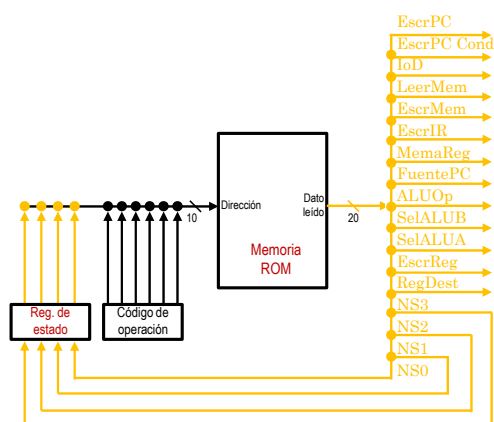 EscrPC
EscrPC Cond
IoD
LeerMem
EscrMem
EscrIR
MemaReg
FuentePC
ALUOp
SelALUB
SelALUA
EscrReg
RegDest
NS3
NS2
NS1
NS0
Dirección
Dato
leído
10
20
Memoria
ROM
Reg. de
estado
Código de
operación